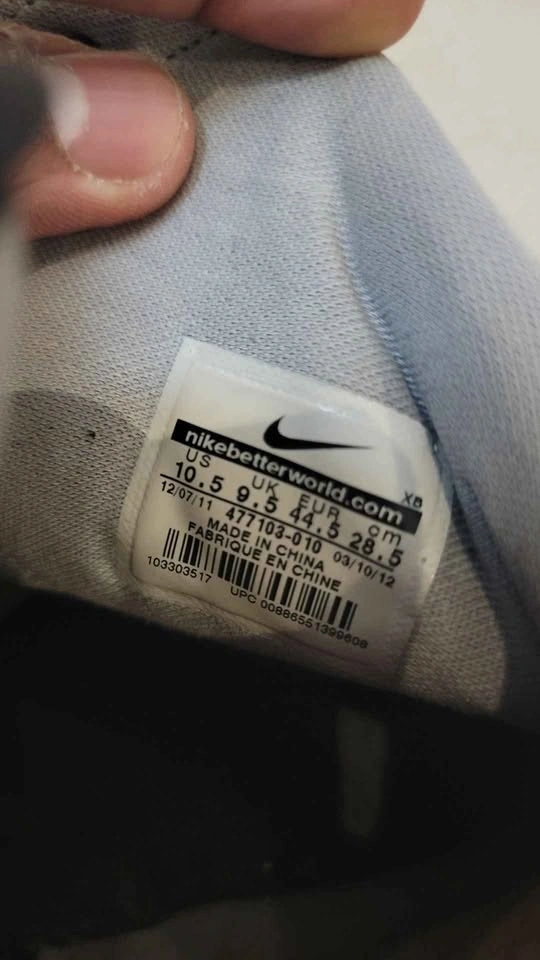 nikebetterworld.com
XB
US UK EUR cm
10.5 9.5 44.5 28.5
12/07/11 477103-010 03/10/12
MADE IN CHINA
FABRIQUE EN CHINE
103303517 UPC 00886551399608